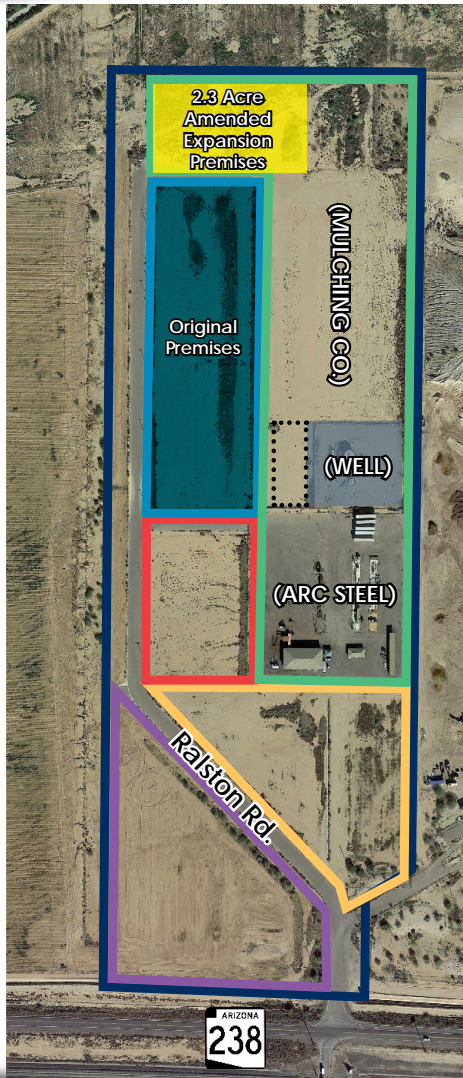 2.3 Acre
Amended
Expansion
Premises
(MULCHING CO.)
Original
Premises
(WELL)
(ARC STEEL)
Ralston Rd.
ARIZONA
238